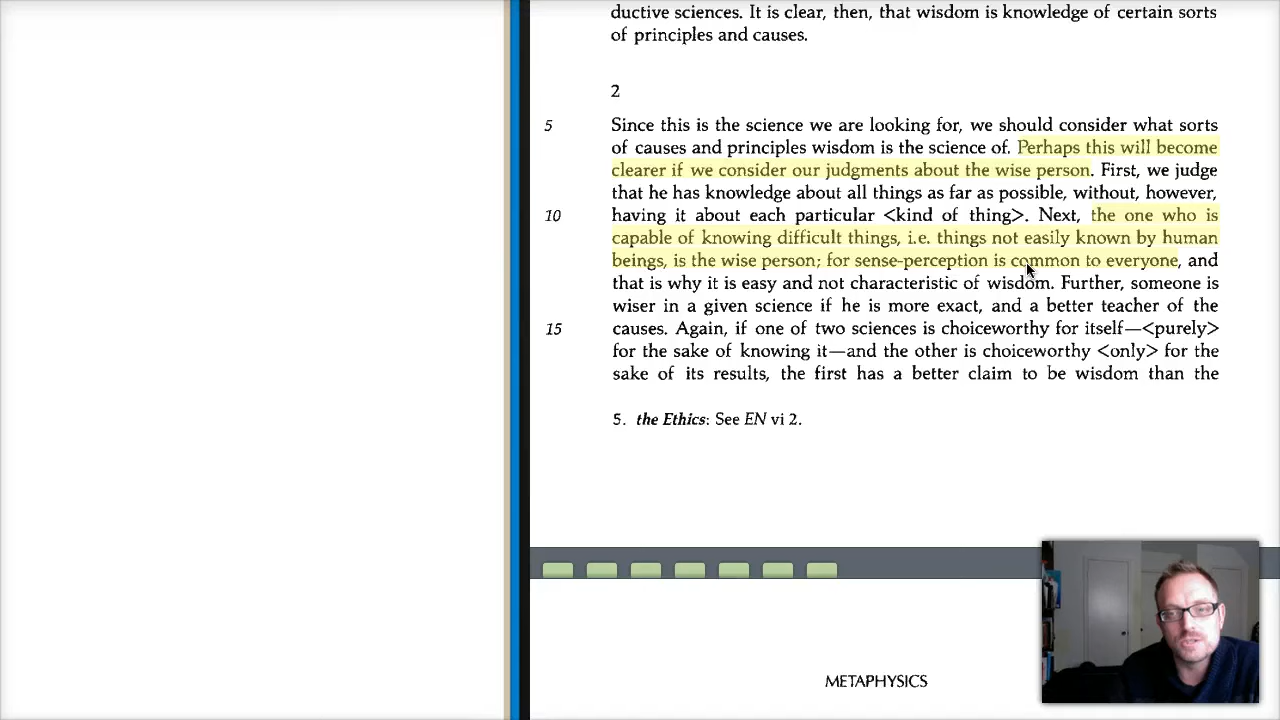 ductive sciences. It is clear, then, that wisdom is knowledge of certain sorts
of principles and causes.
2
5 Since this is the science we are looking for, we should consider what sorts
of causes and principles wisdom is the science of. Perhaps this will become
clearer if we consider our judgments about the wise person. First, we judge
that he has knowledge about all things as far as possible, without, however,
10 having it about each particular <kind of thing>. Next, the one who is
capable of knowing difficult things, i.e. things not easily known by human
beings, is the wise person; for sense-perception is common to everyone, and
that is why it is easy and not characteristic of wisdom. Further, someone is
wiser in a given science if he is more exact, and a better teacher of the
15 causes. Again, if one of two sciences is choiceworthy for itself—<purely>
for the sake of knowing it—and the other is choiceworthy <only> for the
sake of its results, the first has a better claim to be wisdom than the
5. the Ethics: See EN vi 2.
METAPHYSICS